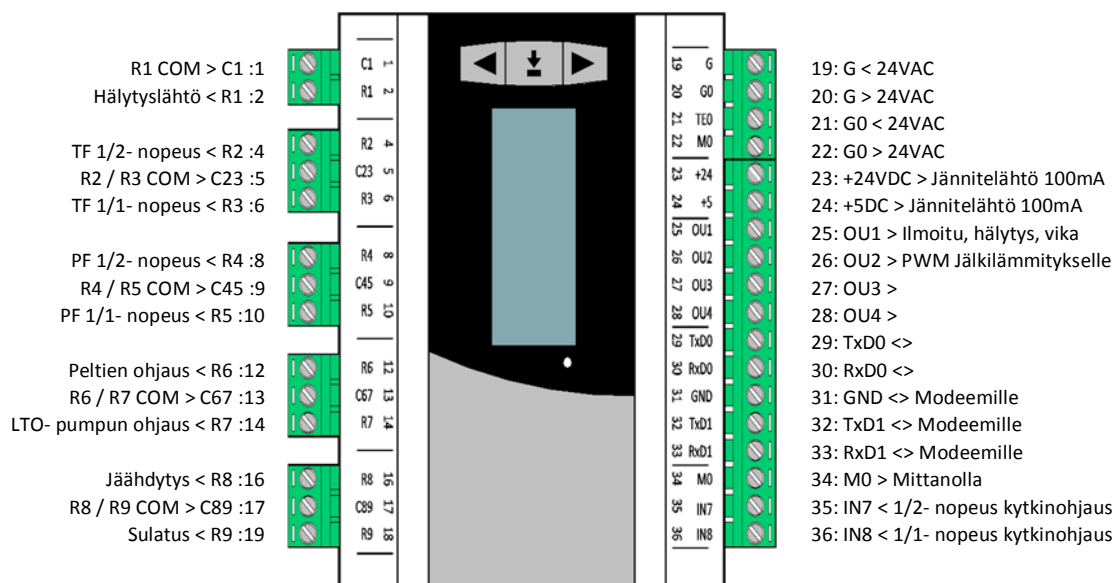 R1 COM > C1 :1
Hälytyslähtö < R1 :2
TF 1/2- nopeus < R2 :4
R2 / R3 COM > C23 :5
TF 1/1- nopeus < R3 :6
PF 1/2- nopeus < R4 :8
R4 / R5 COM > C45 :9
PF 1/1- nopeus < R5 :10
Peltien ohjaus < R6 :12
R6 / R7 COM > C67 :13
LTO- pumpun ohjaus < R7 :14
Jäähdytys < R8 :16
R8 / R9 COM > C89 :17
Sulatus < R9 :19
C1 1
R1 2
R2 4
C23 5
R3 6
R4 8
C45 9
R5 10
R6 12
C67 13
R7 14
R8 16
C89 17
R9 18
19 G
20 G0
21 TE0
22 M0
23 +24
24 +5
25 OU1
26 OU2
27 OU3
28 OU4
29 TxD0
30 RxD0
31 GND
32 TxD1
33 RxD1
34 M0
35 IN7
36 IN8
19: G < 24VAC
20: G > 24VAC
21: G0 < 24VAC
22: G0 > 24VAC
23: +24VDC > Jännitelähtö 100mA
24: +5DC > Jännitelähtö 100mA
25: OU1 > Ilmoitu, hälytys, vika
26: OU2 > PWM Jälkilämmitykselle
27: OU3 >
28: OU4 >
29: TxD0 <>
30: RxD0 <>
31: GND <> Modeemille
32: TxD1 <> Modeemille
33: RxD1 <> Modeemille
34: M0 > Mittanolla
35: IN7 < 1/2- nopeus kytkinohjaus
36: IN8 < 1/1- nopeus kytkinohjaus